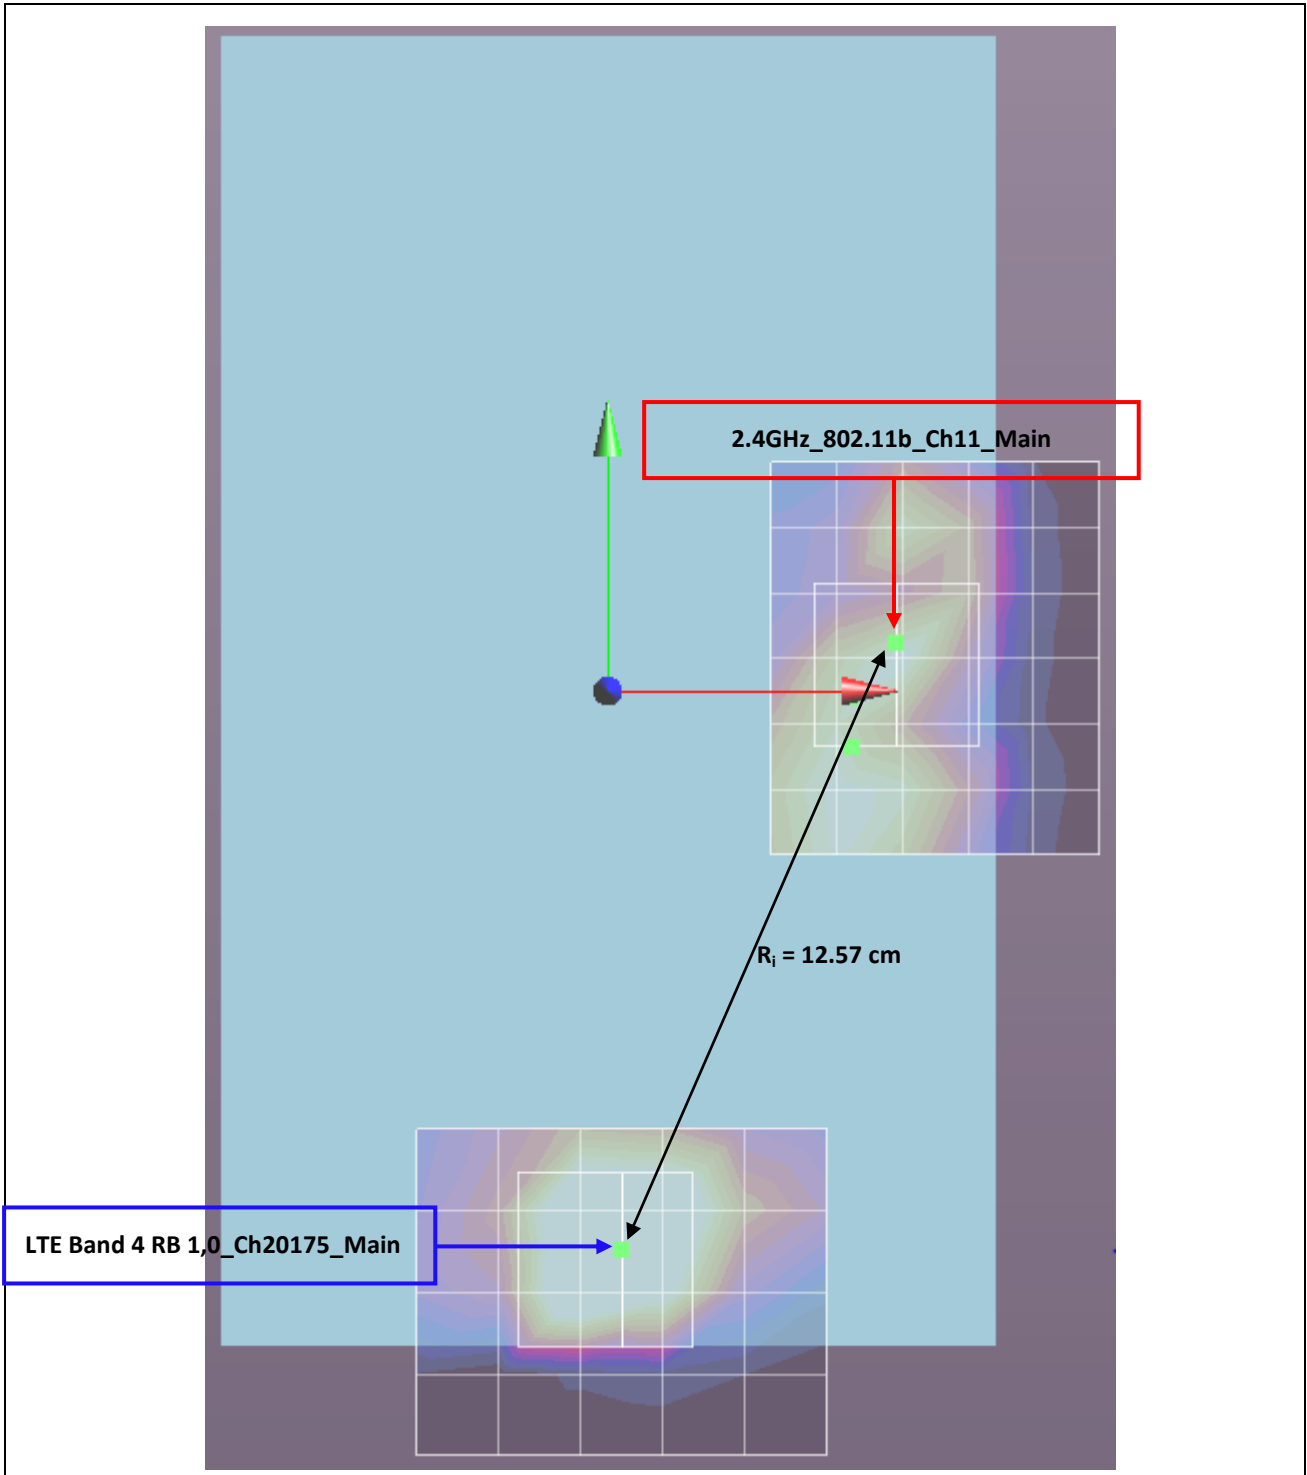 2.4GHz_802.11b_Ch11_Main
Rᵢ = 12.57 cm
LTE Band 4 RB 1,0_Ch20175_Main